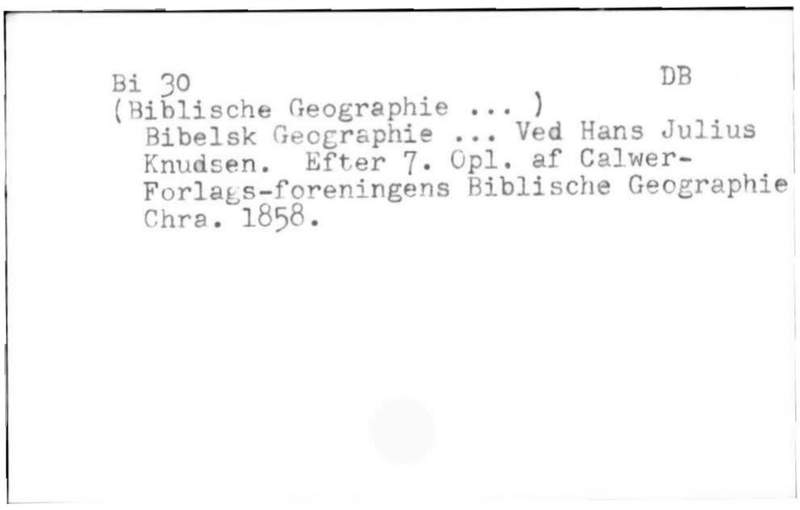 Bi 30 DB
(Biblische Geographie ... )
Bibelsk Geographie ... Ved Hans Julius
Knudsen. Efter 7. Opl. af Calwer-
Forlags-foreningens Biblische Geographie
Chra. 1858.